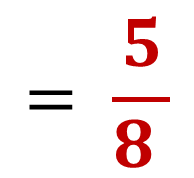 = 5/8